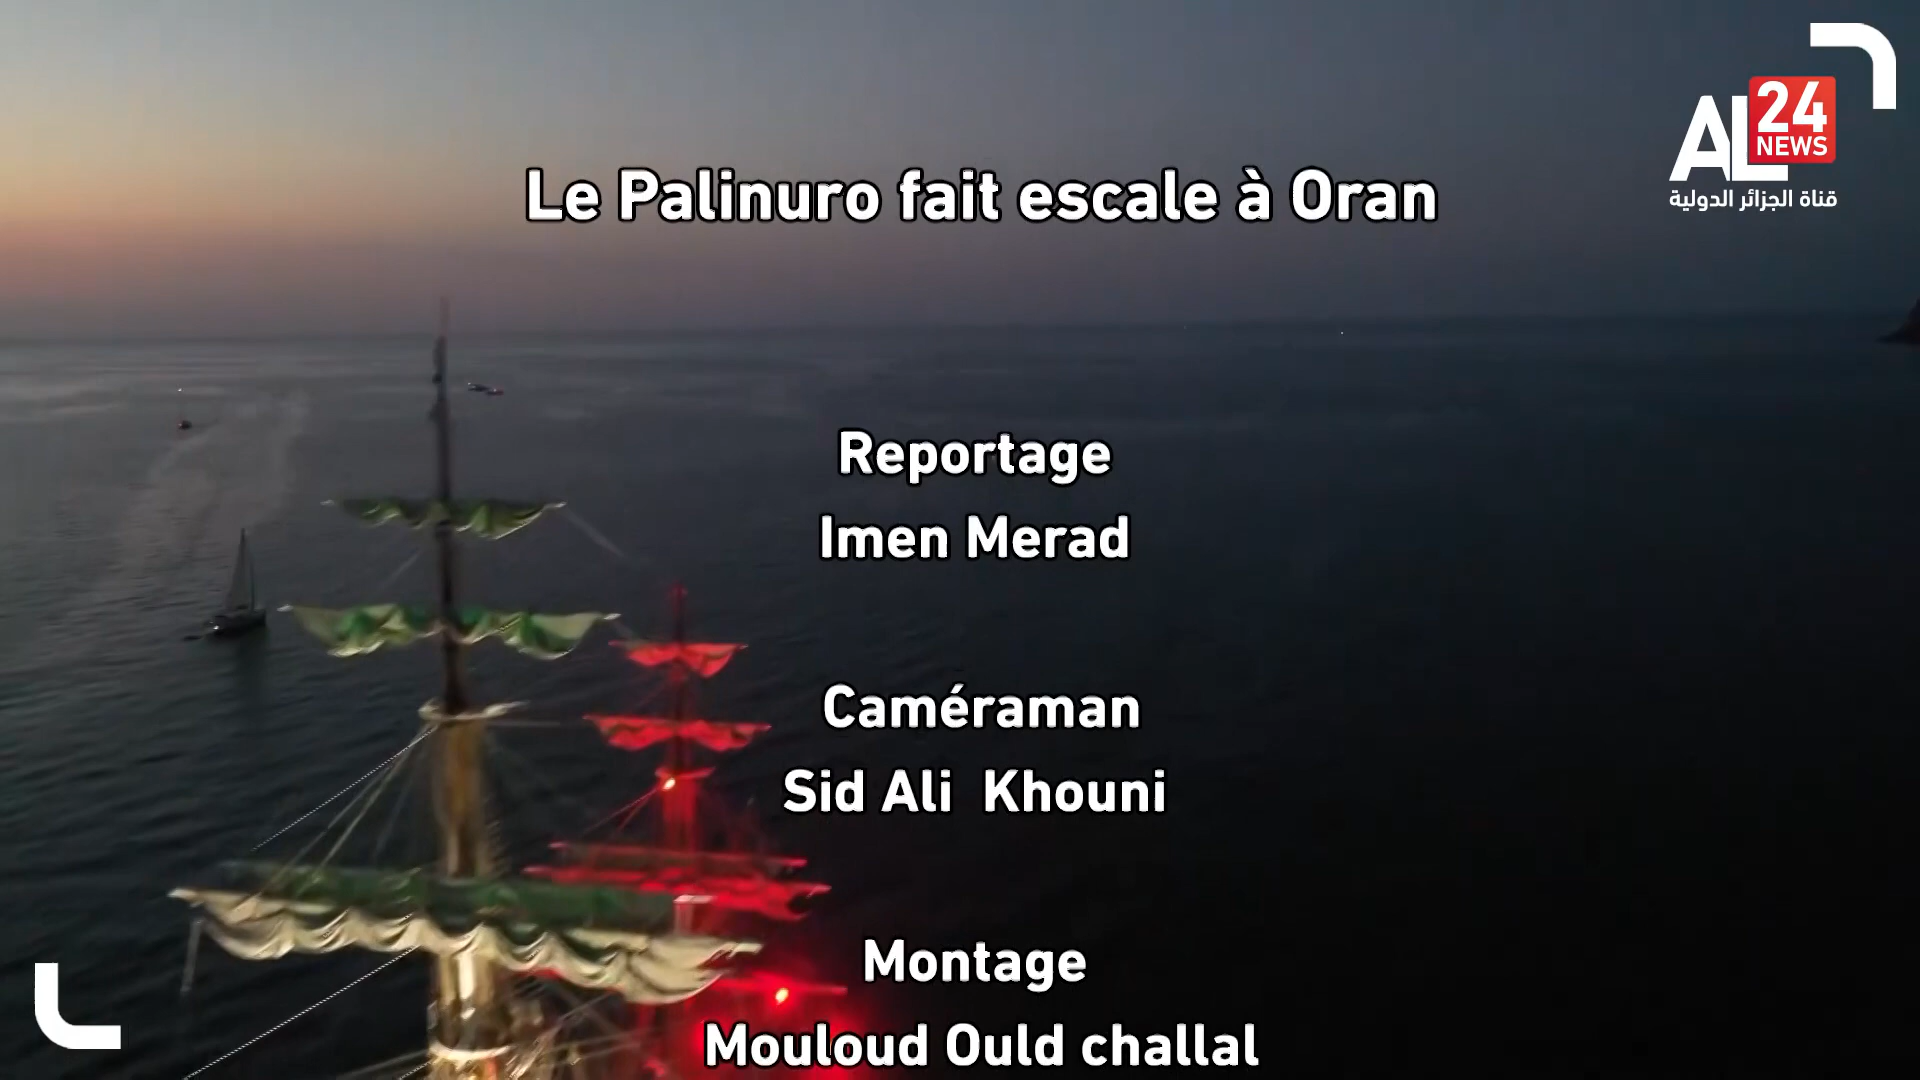 AL
24
NEWS
قناة الجزائر الدولية
Le Palinuro fait escale à Oran
Reportage
Imen Merad
Caméraman
Sid Ali  Khouni
Montage
Mouloud Ould challal